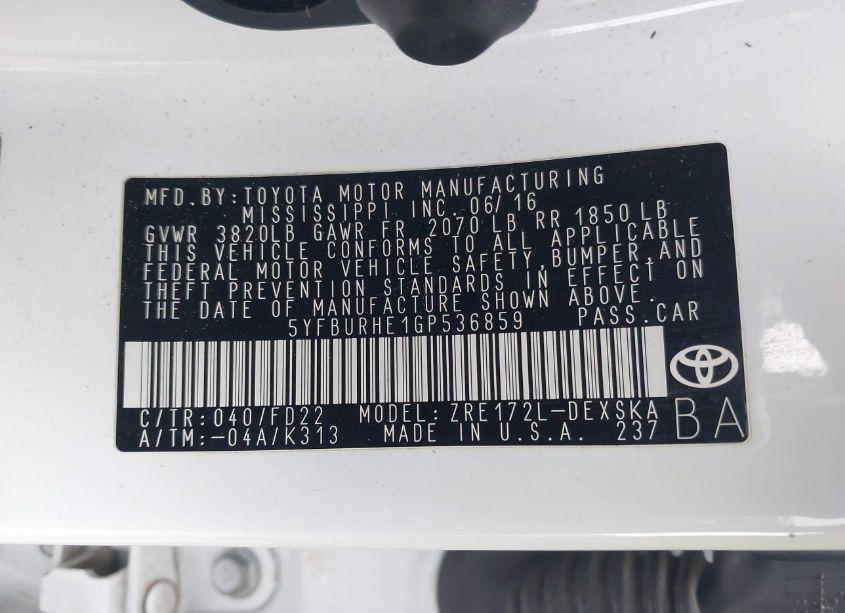 MFD. BY: TOYOTA MOTOR MANUFACTURING
MISSISSIPPI INC. 06/16
GVWR 3820LB GAWR FR 2070 LB RR 1850 LB
THIS VEHICLE CONFORMS TO ALL APPLICABLE
FEDERAL MOTOR VEHICLE SAFETY, BUMPER, AND
THEFT PREVENTION STANDARDS IN EFFECT ON
THE DATE OF MANUFACTURE SHOWN ABOVE.
5YFBURHE1GP536859 PASS.CAR
C/TR: 040/FD22 MODEL: ZRE172L-DEXSKA
A/TM: -04A/K313 MADE IN U.S.A. 237 BA